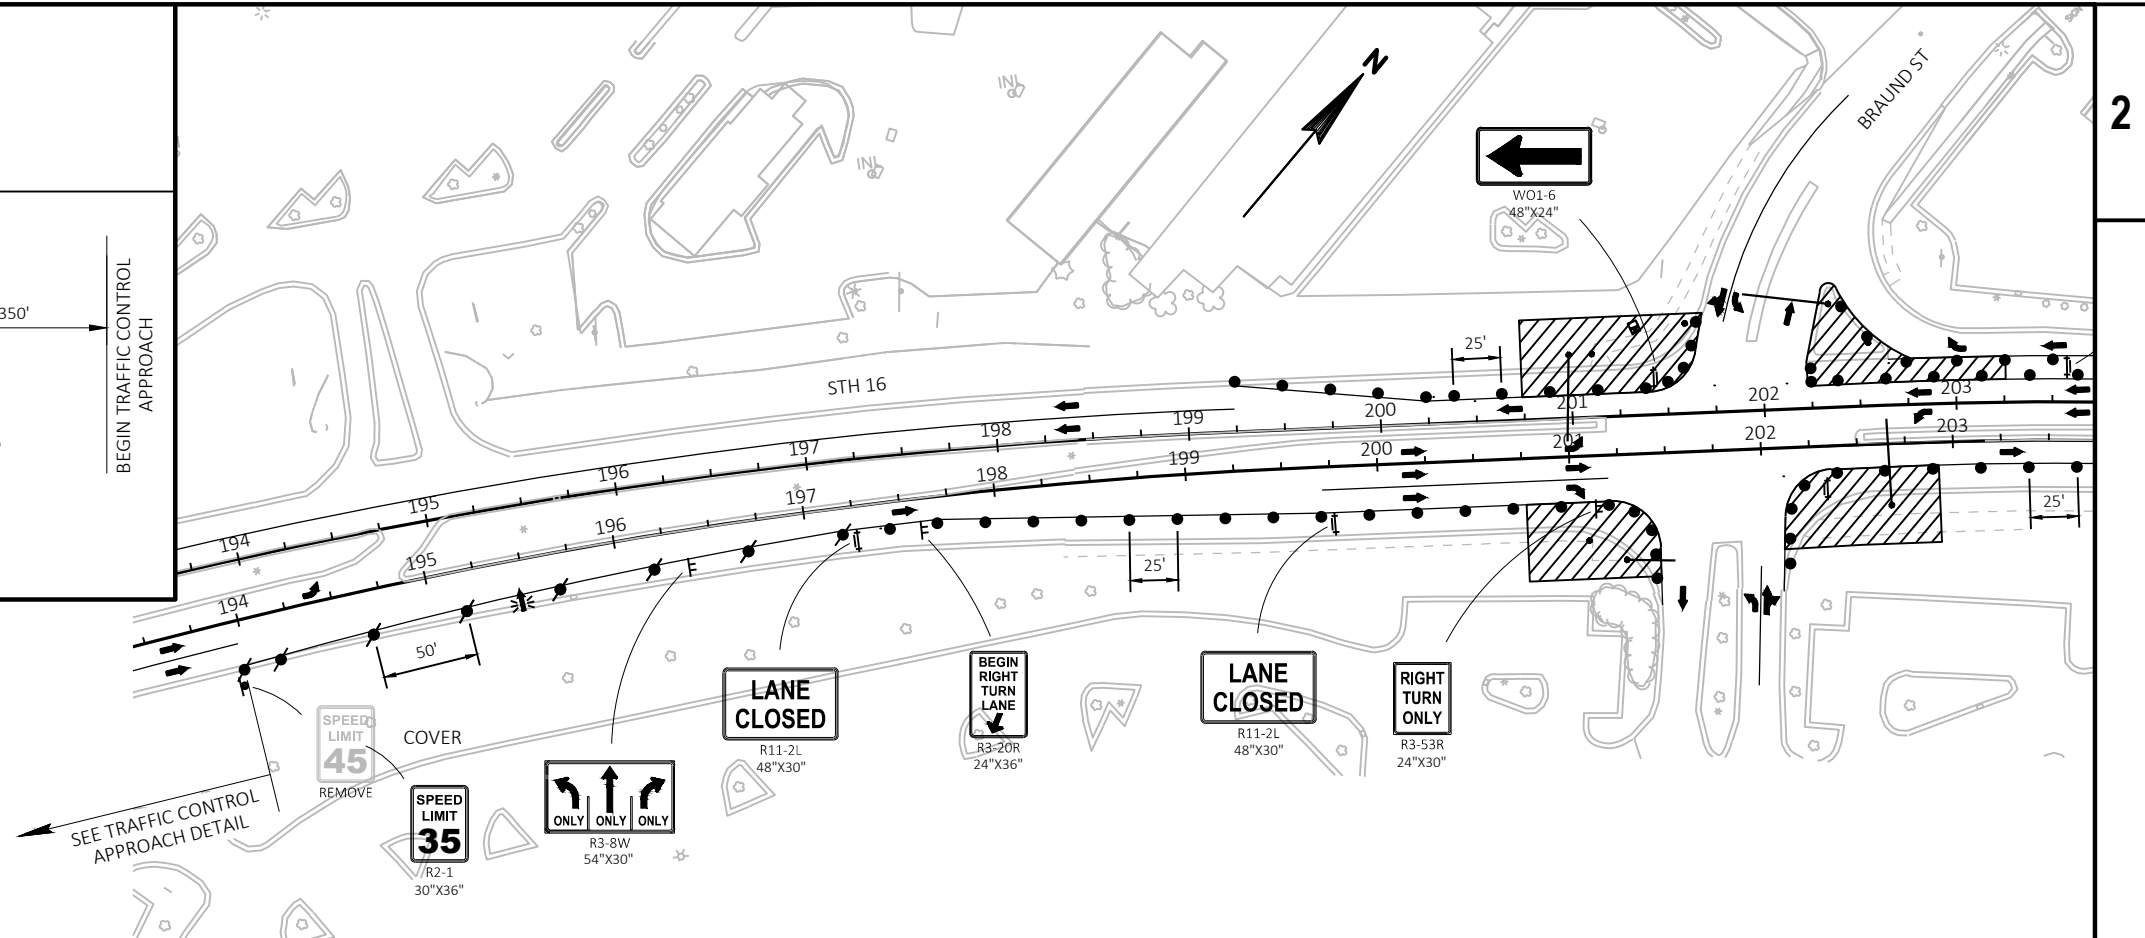 2
350'
BEGIN TRAFFIC CONTROL
APPROACH
INL
INL
N
BRAUND ST
SIGN
WO1-6
48"X24"
STH 16
25'
194
195
196
197
198
199
200
201
202
203
194
195
196
197
198
199
200
201
202
203
50'
25'
25'
SPEED
LIMIT
45
REMOVE
COVER
SPEED
LIMIT
35
R2-1
30"X36"
ONLY
ONLY
ONLY
R3-8W
54"X30"
LANE
CLOSED
R11-2L
48"X30"
BEGIN
RIGHT
TURN
LANE
R3-20R
24"X36"
LANE
CLOSED
R11-2L
48"X30"
RIGHT
TURN
ONLY
R3-53R
24"X30"
SEE TRAFFIC CONTROL
APPROACH DETAIL